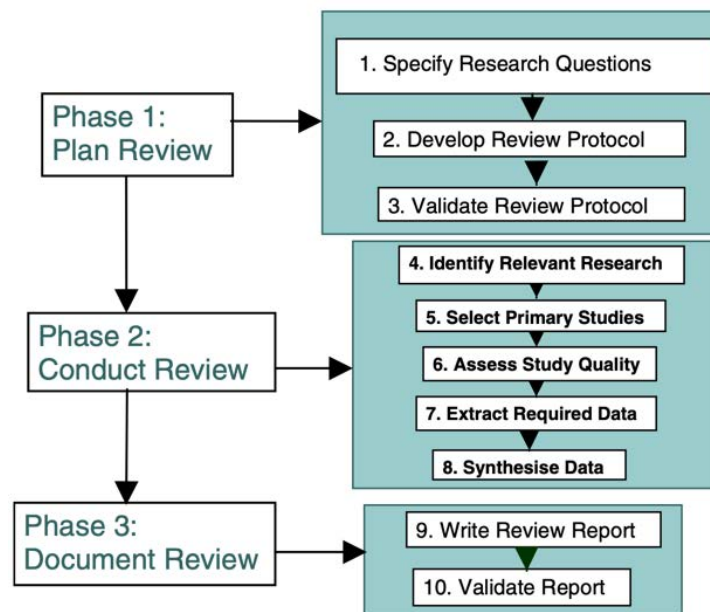 Phase 1:
Plan Review
1. Specify Research Questions
2. Develop Review Protocol
3. Validate Review Protocol
Phase 2:
Conduct Review
4. Identify Relevant Research
5. Select Primary Studies
6. Assess Study Quality
7. Extract Required Data
8. Synthesise Data
Phase 3:
Document Review
9. Write Review Report
10. Validate Report